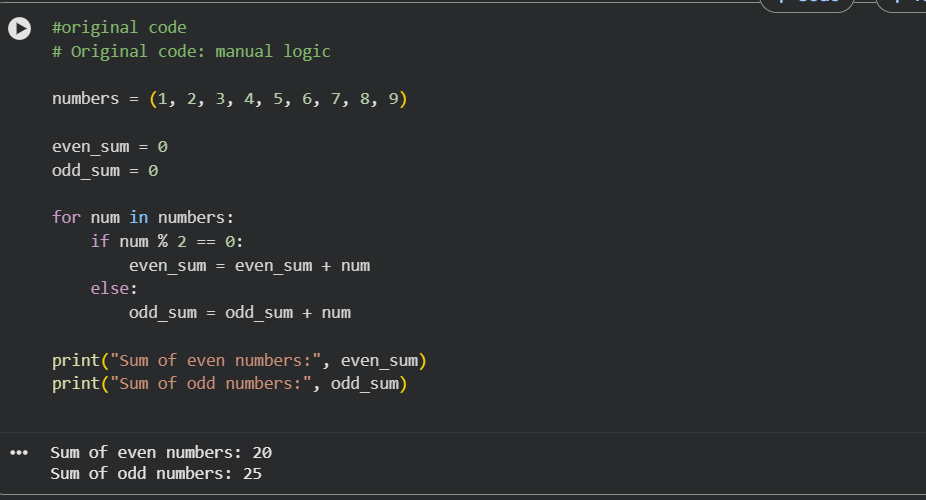 #original code
# Original code: manual logic
numbers = (1, 2, 3, 4, 5, 6, 7, 8, 9)
even_sum = 0
odd_sum = 0
for num in numbers:
    if num % 2 == 0:
        even_sum = even_sum + num
    else:
        odd_sum = odd_sum + num
print("Sum of even numbers:", even_sum)
print("Sum of odd numbers:", odd_sum)
Sum of even numbers: 20
Sum of odd numbers: 25